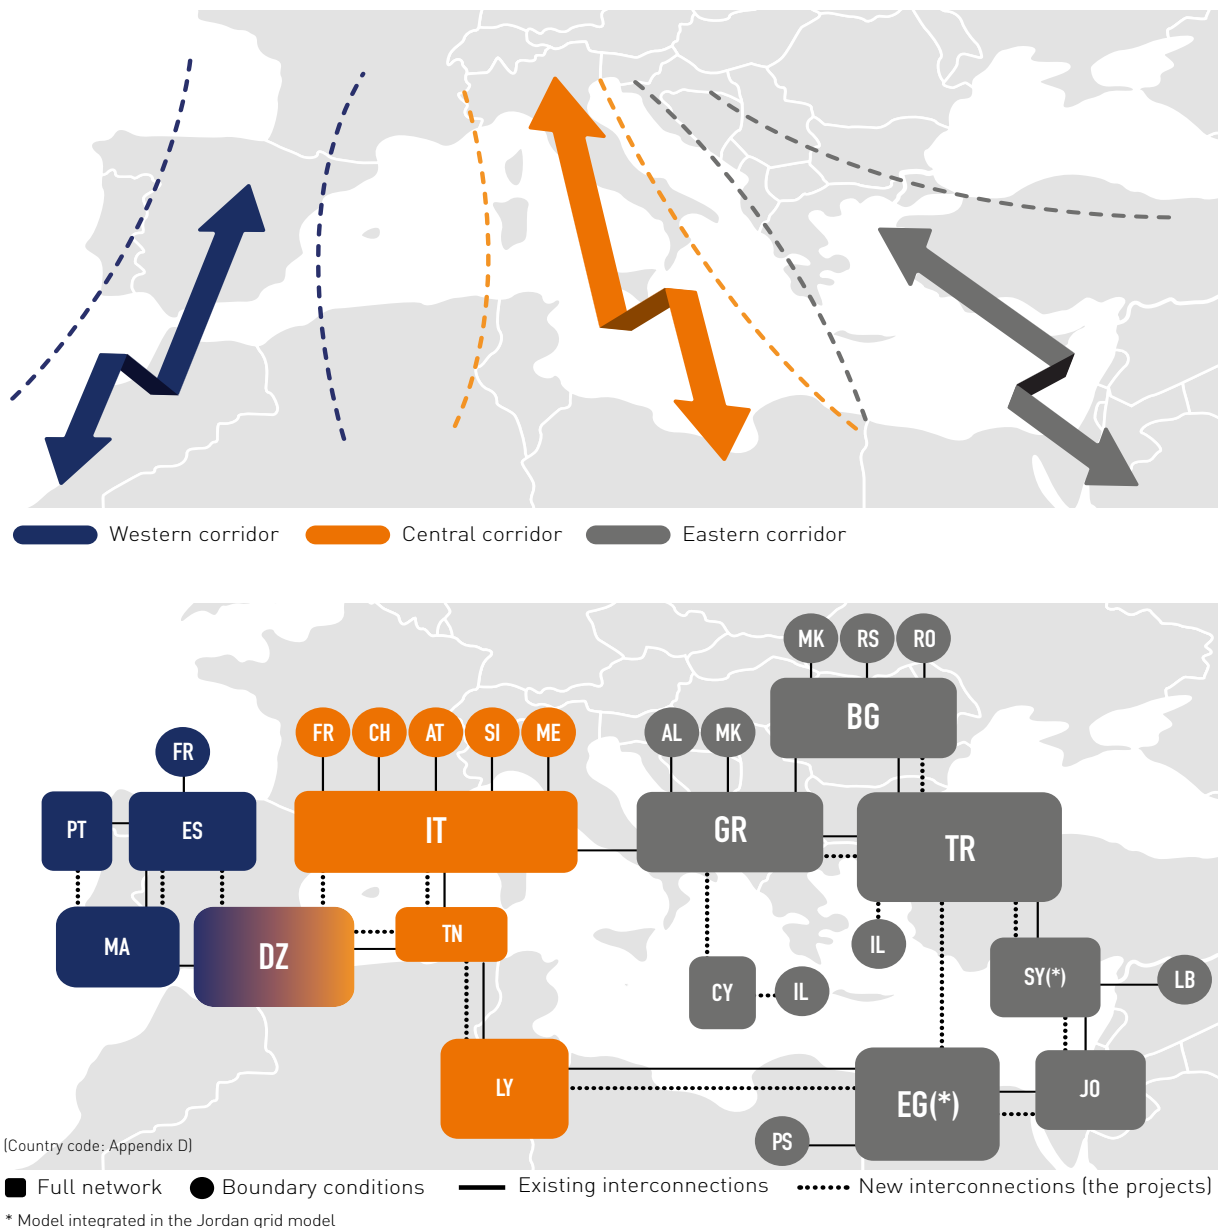 Western corridor Central corridor Eastern corridor
MK RS RO
BG
FR CH AT SI ME AL MK
FR
PT ES IT GR TR
MA DZ TN IL
CY IL SY(*) LB
LY EG(*) JO
PS
(Country code: Appendix D)
Full network Boundary conditions Existing interconnections New interconnections (the projects)
* Model integrated in the Jordan grid model